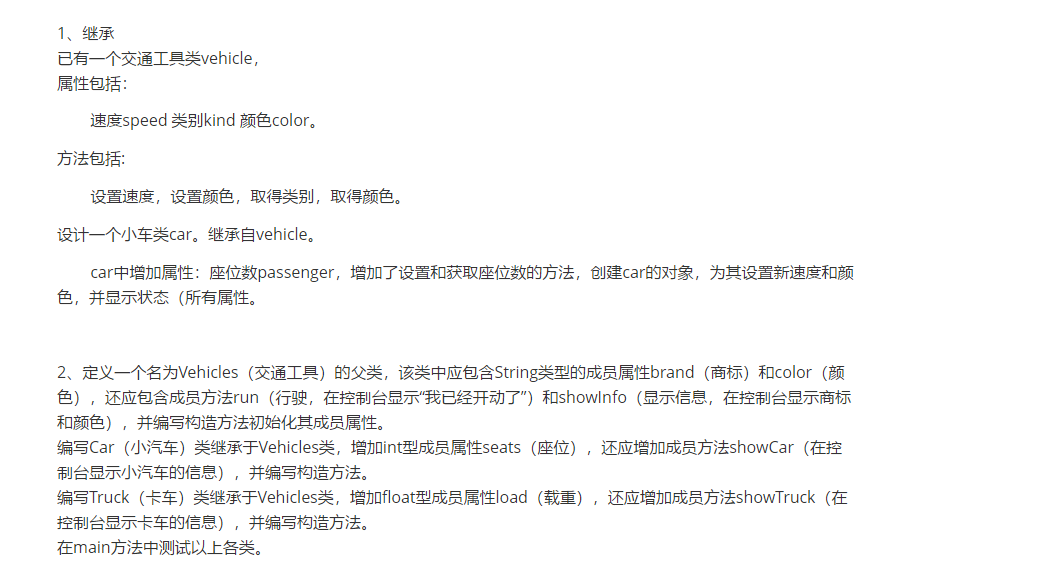 1、继承
已有一个交通工具类vehicle，
属性包括：
速度speed 类别kind 颜色color。
方法包括:
设置速度，设置颜色，取得类别，取得颜色。
设计一个小车类car。继承自vehicle。
car中增加属性：座位数passenger，增加了设置和获取座位数的方法，创建car的对象，为其设置新速度和颜
色，并显示状态（所有属性。
2、定义一个名为Vehicles（交通工具）的父类，该类中应包含String类型的成员属性brand（商标）和color（颜
色），还应包含成员方法run（行驶，在控制台显示“我已经开动了”）和showInfo（显示信息，在控制台显示商标
和颜色），并编写构造方法初始化其成员属性。
编写Car（小汽车）类继承于Vehicles类，增加int型成员属性seats（座位），还应增加成员方法showCar（在控
制台显示小汽车的信息），并编写构造方法。
编写Truck（卡车）类继承于Vehicles类，增加float型成员属性load（载重），还应增加成员方法showTruck（在
控制台显示卡车的信息），并编写构造方法。
在main方法中测试以上各类。